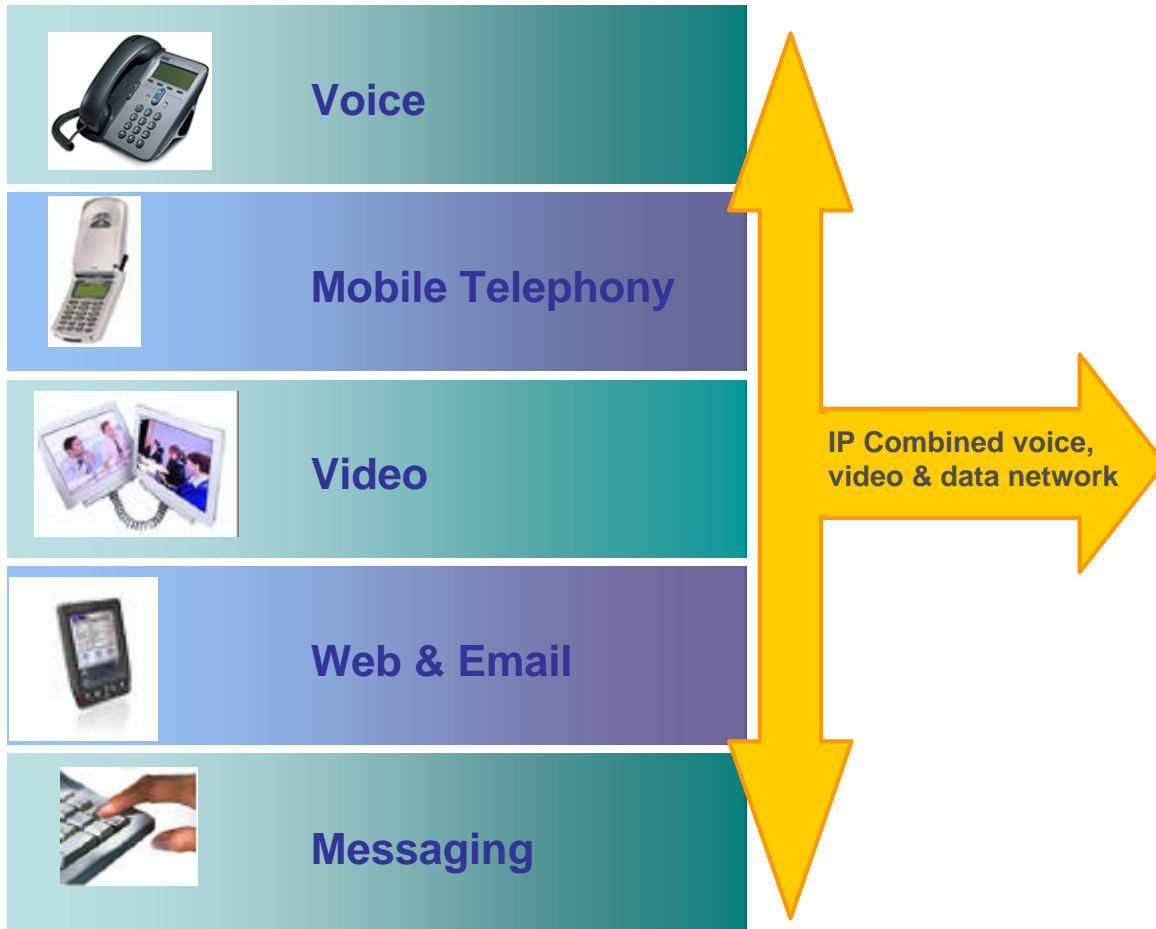 Voice
Mobile Telephony
Video
IP Combined voice,
video & data network
Web & Email
Messaging